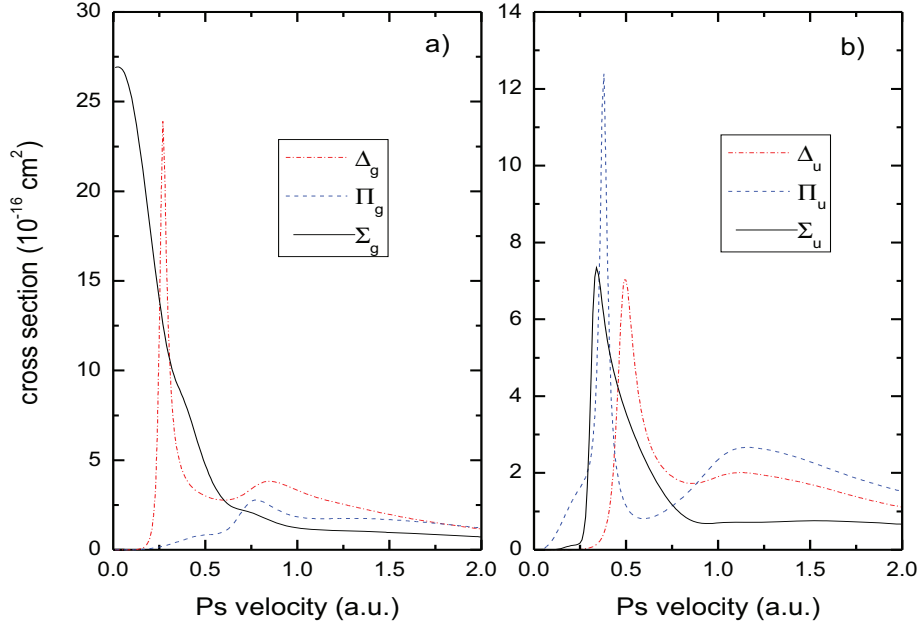 a)
b)
cross section (10⁻¹⁶ cm²)
30
25
20
15
10
5
0
0.0
0.5
1.0
1.5
2.0
Ps velocity (a.u.)
Δg
Πg
Σg
14
12
10
8
6
4
2
0
0.0
0.5
1.0
1.5
2.0
Ps velocity (a.u.)
Δu
Πu
Σu